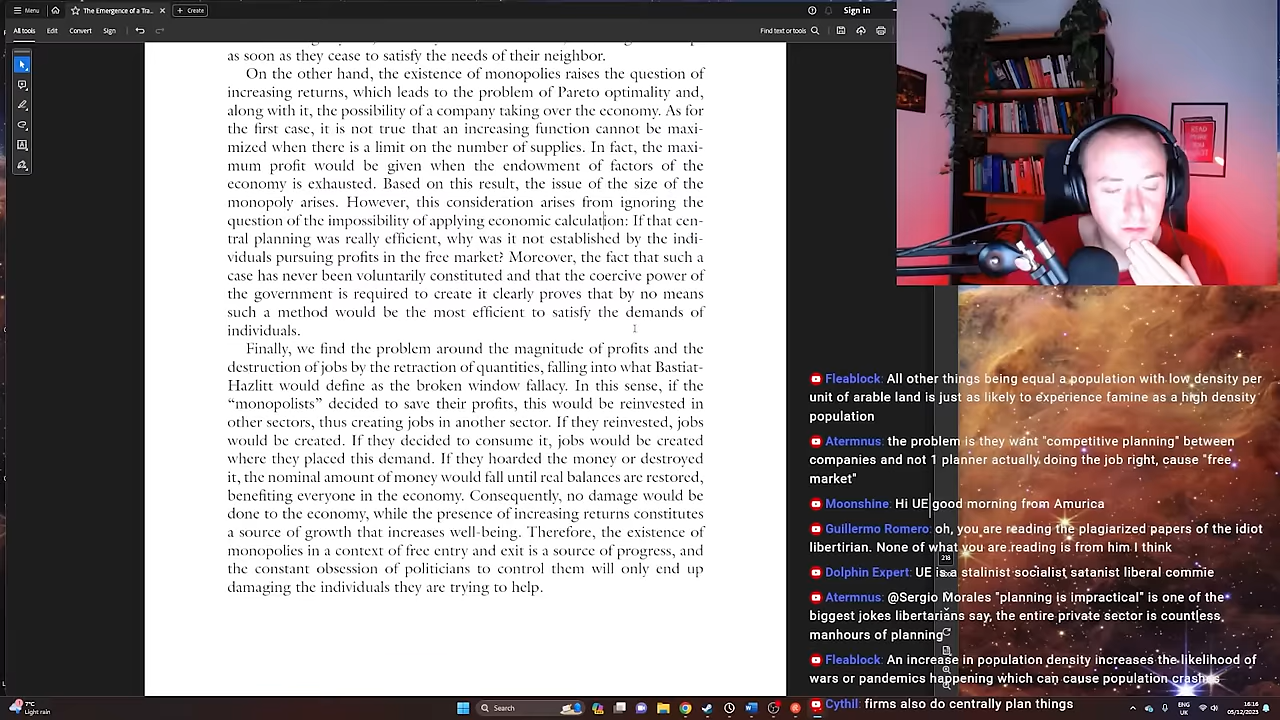 Menu
The Emergence of a Tra...
Create
Sign in
All tools
Edit
Convert
Sign
Find text or tools
as soon as they cease to satisfy the needs of their neighbor.
On the other hand, the existence of monopolies raises the question of
increasing returns, which leads to the problem of Pareto optimality and,
along with it, the possibility of a company taking over the economy. As for
the first case, it is not true that an increasing function cannot be maxi-
mized when there is a limit on the number of supplies. In fact, the maxi-
mum profit would be given when the endowment of factors of the
economy is exhausted. Based on this result, the issue of the size of the
monopoly arises. However, this consideration arises from ignoring the
question of the impossibility of applying economic calculation: If that cen-
tral planning was really efficient, why was it not established by the indi-
viduals pursuing profits in the free market? Moreover, the fact that such a
case has never been voluntarily constituted and that the coercive power of
the government is required to create it clearly proves that by no means
such a method would be the most efficient to satisfy the demands of
individuals.
Finally, we find the problem around the magnitude of profits and the
destruction of jobs by the retraction of quantities, falling into what Bastiat-
Hazlitt would define as the broken window fallacy. In this sense, if the
“monopolists” decided to save their profits, this would be reinvested in
other sectors, thus creating jobs in another sector. If they reinvested, jobs
would be created. If they decided to consume it, jobs would be created
where they placed this demand. If they hoarded the money or destroyed
it, the nominal amount of money would fall until real balances are restored,
benefiting everyone in the economy. Consequently, no damage would be
done to the economy, while the presence of increasing returns constitutes
a source of growth that increases well-being. Therefore, the existence of
monopolies in a context of free entry and exit is a source of progress, and
the constant obsession of politicians to control them will only end up
damaging the individuals they are trying to help.
READ
MANY
BOOKS
Fleablock: All other things being equal a population with low density per
unit of arable land is just as likely to experience famine as a high density
population
Atermnus: the problem is they want "competitive planning" between
companies and not 1 planner actually doing the job right, cause "free
market"
Moonshine: Hi UE good morning from Amurica
Guillermo Romero: oh, you are reading the plagiarized papers of the idiot
libertirian. None of what you are reading is from him I think
218
Dolphin Expert: UE is a stalinist socialist satanist liberal commie
Atermnus: @Sergio Morales "planning is impractical" is one of the
biggest jokes libertarians say, the entire private sector is countless
manhours of planning
Fleablock: An increase in population density increases the likelihood of
wars or pandemics happening which can cause population crashes
Cythil: firms also do centrally plan things
7°C
Light rain
Search
ENG
UK
16:16
05/12/2023